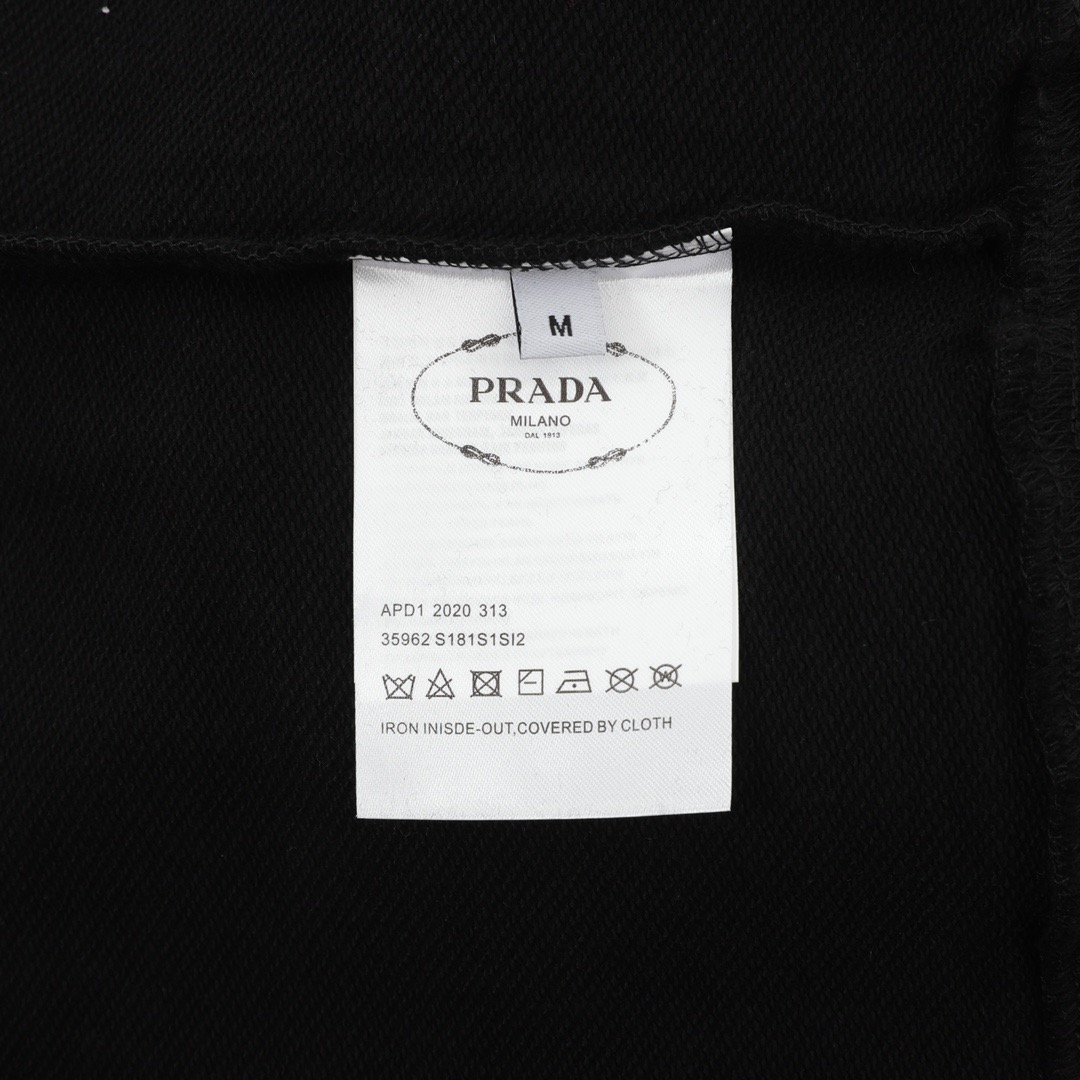 M
PRADA
MILANO
DAL 1913
APD1 2020 313
35962 S181S1SI2
W
IRON INISDE-OUT,COVERED BY CLOTH